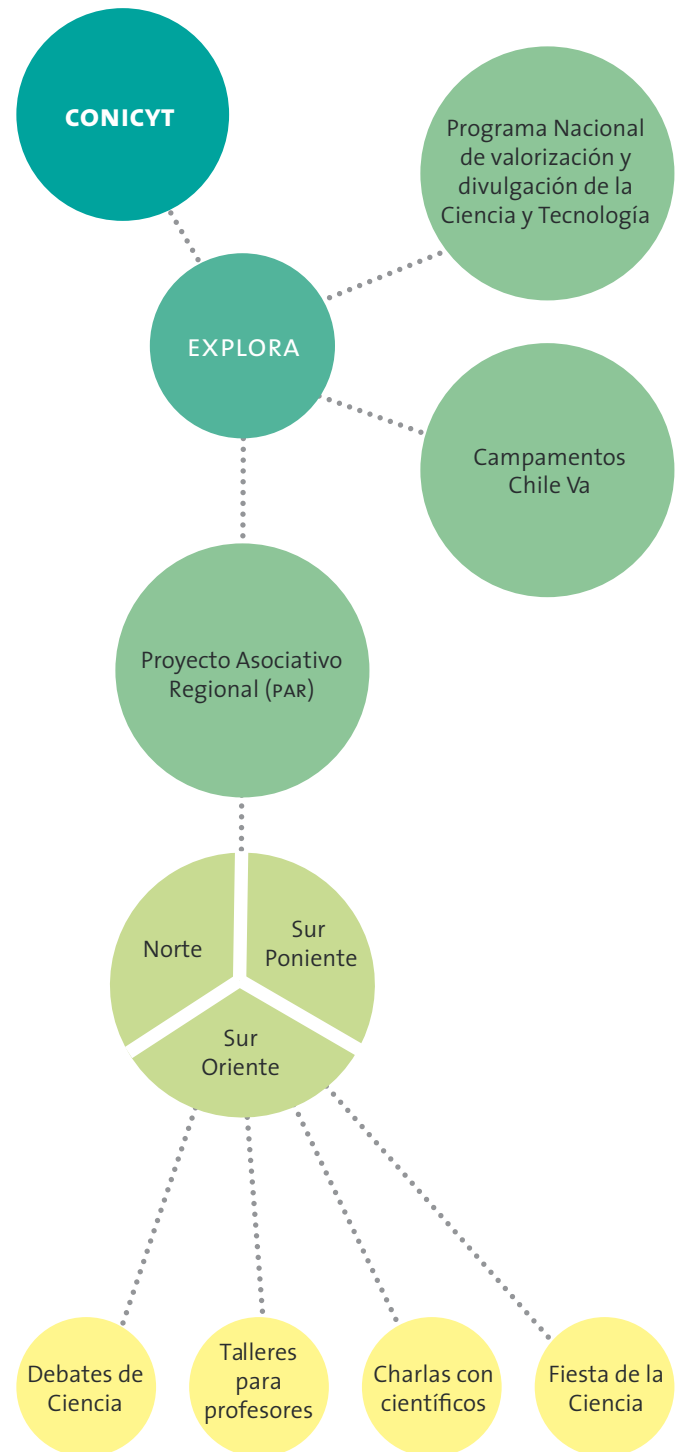 CONICYT
Programa Nacional
de valorización y
divulgación de la
Ciencia y Tecnología
EXPLORA
Campamentos
Chile Va
Proyecto Asociativo
Regional (PAR)
Norte
Sur
Poniente
Sur
Oriente
Debates de
Ciencia
Talleres
para
profesores
Charlas con
científicos
Fiesta de la
Ciencia